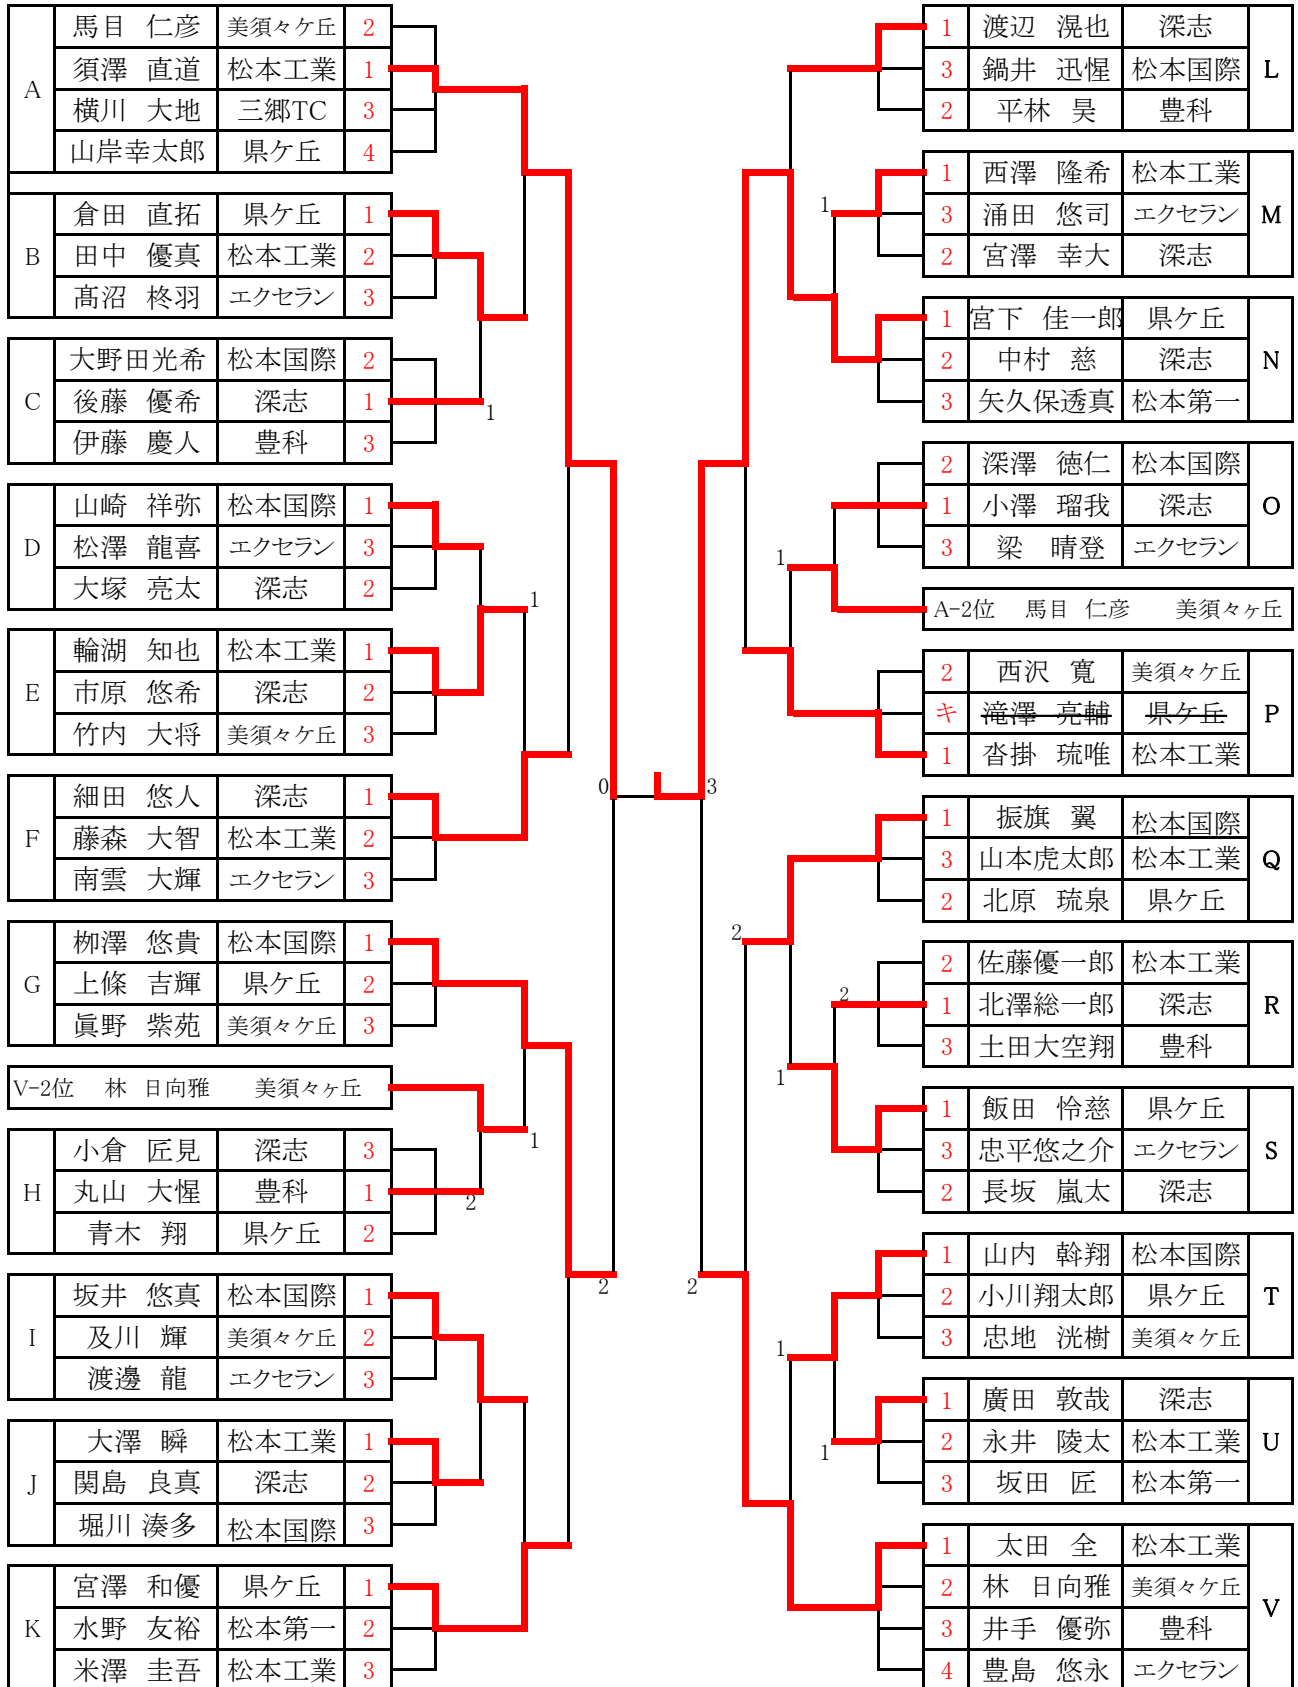 A
馬目 仁彦 美須々ケ丘 2
須澤 直道 松本工業 1
横川 大地 三郷TC 3
山岸幸太郎 県ケ丘 4
B
倉田 直拓 県ケ丘 1
田中 優真 松本工業 2
髙沼 柊羽 エクセラン 3
C
大野田光希 松本国際 2
後藤 優希 深志 1
伊藤 慶人 豊科 3
1
D
山崎 祥弥 松本国際 1
松澤 龍喜 エクセラン 3
大塚 亮太 深志 2
1
E
輪湖 知也 松本工業 1
市原 悠希 深志 2
竹内 大将 美須々ケ丘 3
F
細田 悠人 深志 1
藤森 大智 松本工業 2
南雲 大輝 エクセラン 3
0
G
栁澤 悠貴 松本国際 1
上條 吉輝 県ケ丘 2
眞野 紫苑 美須々ケ丘 3
V-2位 林 日向雅 美須々ヶ丘
1
H
小倉 匠見 深志 3
丸山 大惺 豊科 1
青木 翔 県ケ丘 2
2
2
I
坂井 悠真 松本国際 1
及川 輝 美須々ケ丘 2
渡邊 龍 エクセラン 3
J
大澤 瞬 松本工業 1
関島 良真 深志 2
堀川 湊多 松本国際 3
K
宮澤 和優 県ケ丘 1
水野 友裕 松本第一 2
米澤 圭吾 松本工業 3
L
1 渡辺 滉也 深志
3 鍋井 迅惺 松本国際
2 平林 昊 豊科
M
1 西澤 隆希 松本工業
3 涌田 悠司 エクセラン
2 宮澤 幸大 深志
1
N
1 宮下 佳一郎 県ケ丘
2 中村 慈 深志
3 矢久保透真 松本第一
O
2 深澤 徳仁 松本国際
1 小澤 瑠我 深志
3 梁 晴登 エクセラン
1
A-2位 馬目 仁彦 美須々ヶ丘
P
2 西沢 寛 美須々ケ丘
キ 滝澤 亮輔 県ケ丘
1 沓掛 琉唯 松本工業
3
Q
1 振旗 翼 松本国際
3 山本虎太郎 松本工業
2 北原 琉泉 県ケ丘
2
R
2 佐藤優一郎 松本工業
1 北澤総一郎 深志
3 土田大空翔 豊科
2
1
S
1 飯田 怜慈 県ケ丘
3 忠平悠之介 エクセラン
2 長坂 嵐太 深志
2
T
1 山内 幹翔 松本国際
2 小川翔太郎 県ケ丘
3 忠地 洸樹 美須々ケ丘
1
U
1 廣田 敦哉 深志
2 永井 陵太 松本工業
3 坂田 匠 松本第一
1
V
1 太田 全 松本工業
2 林 日向雅 美須々ケ丘
3 井手 優弥 豊科
4 豊島 悠永 エクセラン